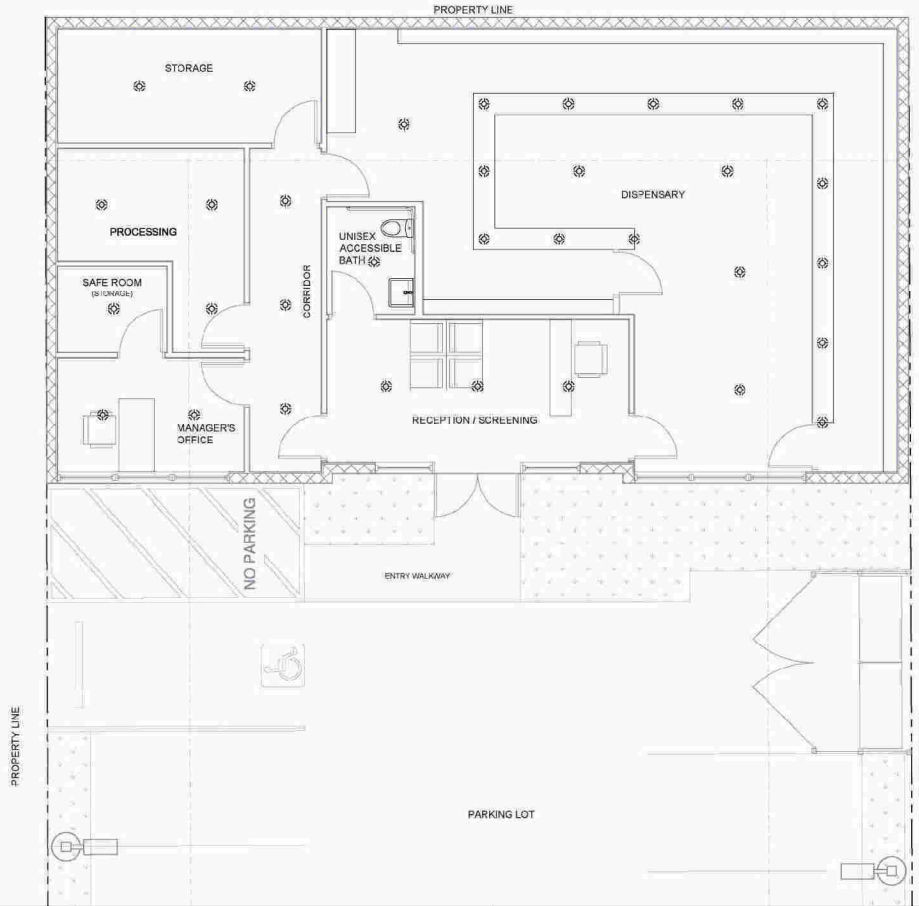 PROPERTY LINE
STORAGE
DISPENSARY
PROCESSING
UNISEX
ACCESSIBLE
BATH
SAFE ROOM
(STORAGE)
CORRIDOR
RECEPTION / SCREENING
MANAGER'S
OFFICE
NO PARKING
ENTRY WALKWAY
PROPERTY LINE
PARKING LOT